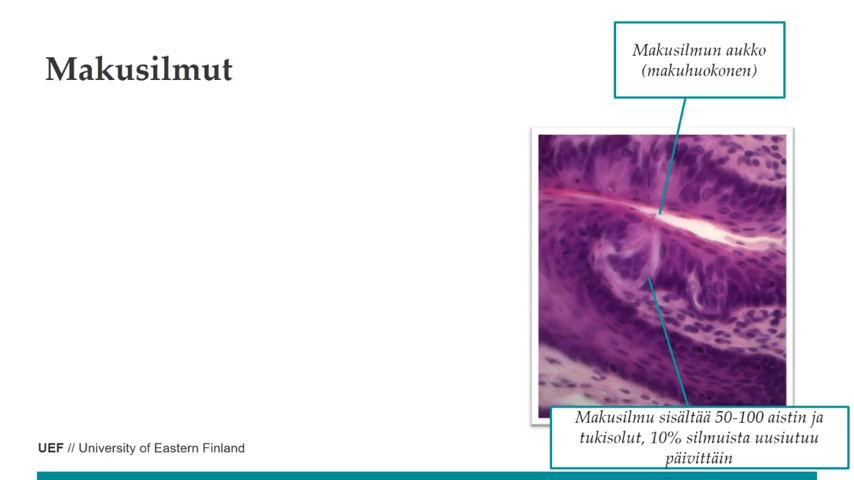 Makusilmut
Makusilmun aukko
(makuhuokonen)
Makusilmu sisältää 50-100 aistin ja
tukisolut, 10% silmuista uusiutuu
päivittäin
UEF // University of Eastern Finland